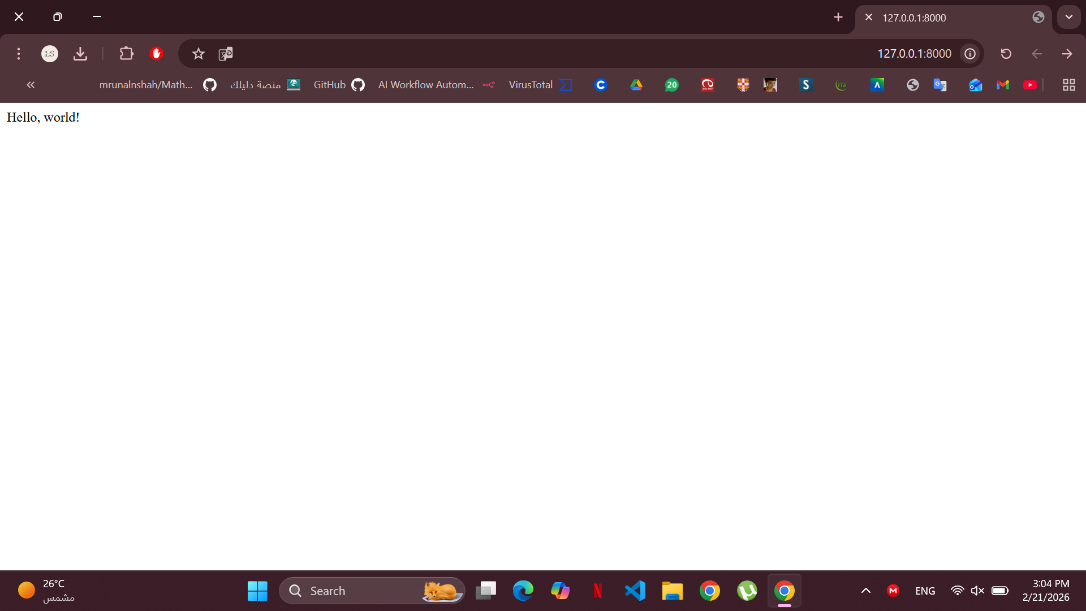 127.0.0.1:8000
127.0.0.1:8000
mrunalnshah/Math...
منصة دليلك
GitHub
AI Workflow Autom...
VirusTotal
20
S
Hello, world!
26°C
مشمس
Search
ENG
3:04 PM
2/21/2026